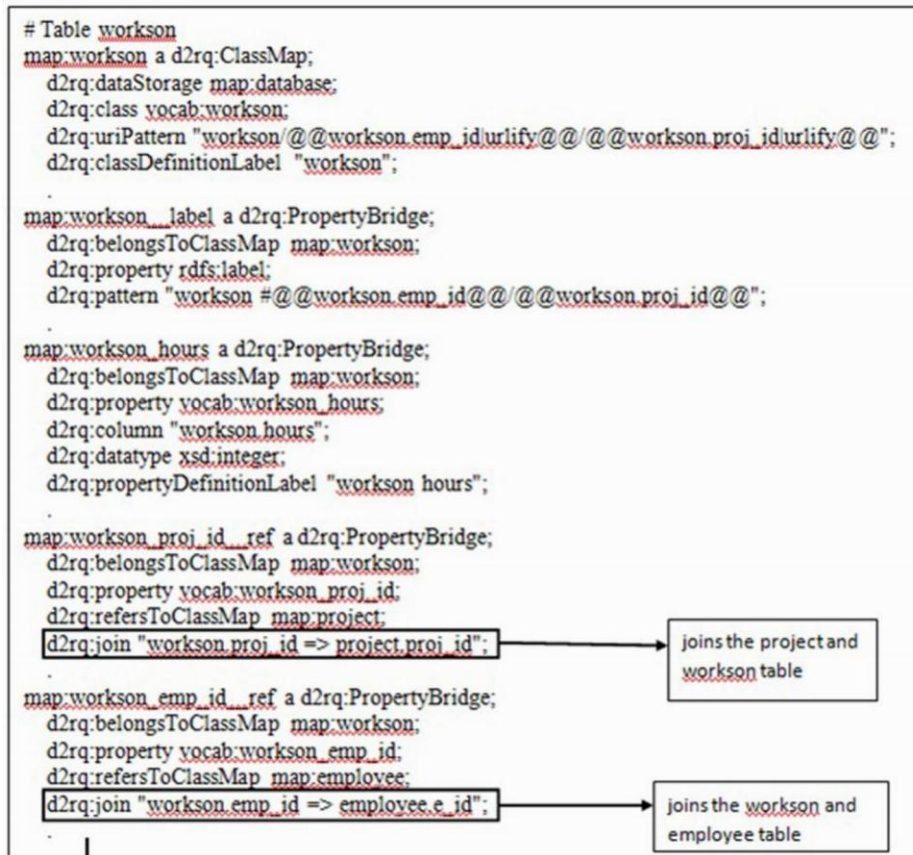 # Table workson
map:workson a d2rq:ClassMap;
d2rq:dataStorage map:database;
d2rq:class vocab:workson;
d2rq:uriPattern "workson/@@workson.emp_id|urlify@@/@@workson.proj_id|urlify@@";
d2rq:classDefinitionLabel "workson";
.
map:workson__label a d2rq:PropertyBridge;
d2rq:belongsToClassMap map:workson;
d2rq:property rdfs:label;
d2rq:pattern "workson #@@workson.emp_id@@/@@workson.proj_id@@";
.
map:workson_hours a d2rq:PropertyBridge;
d2rq:belongsToClassMap map:workson;
d2rq:property vocab:workson_hours;
d2rq:column "workson.hours";
d2rq:datatype xsd:integer;
d2rq:propertyDefinitionLabel "workson hours";
.
map:workson_proj_id__ref a d2rq:PropertyBridge;
d2rq:belongsToClassMap map:workson;
d2rq:property vocab:workson_proj_id;
d2rq:refersToClassMap map:project;
d2rq:join "workson.proj_id => project.proj_id";
joins the project and
workson table
.
map:workson_emp_id__ref a d2rq:PropertyBridge;
d2rq:belongsToClassMap map:workson;
d2rq:property vocab:workson_emp_id;
d2rq:refersToClassMap map:employee;
d2rq:join "workson.emp_id => employee.e_id";
joins the workson and
employee table
.